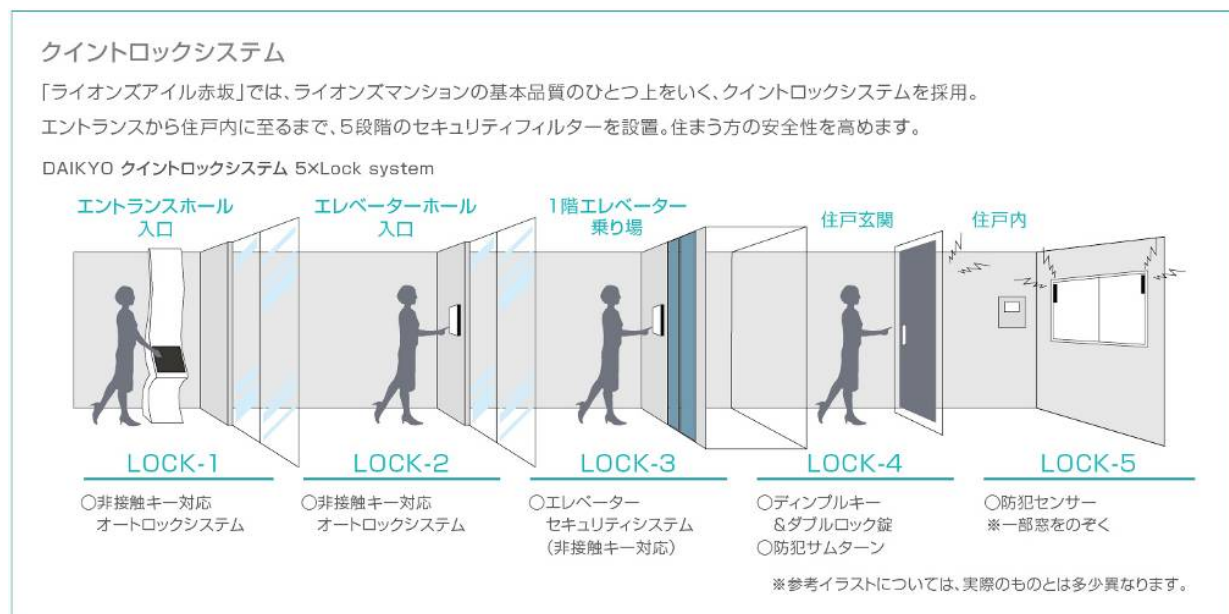 クイントロックシステム
「ライオンズアイル赤坂」では、ライオンズマンションの基本品質のひとつ上をいく、クイントロックシステムを採用。
エントランスから住戸内に至るまで、5段階のセキュリティフィルターを設置。住まう方の安全性を高めます。
DAIKYO クイントロックシステム 5×Lock system
エントランスホール
入口
エレベーターホール
入口
1階エレベーター
乗り場
住戸玄関
住戸内
LOCK-1
○非接触キー対応
オートロックシステム
LOCK-2
○非接触キー対応
オートロックシステム
LOCK-3
○エレベーター
セキュリティシステム
(非接触キー対応)
LOCK-4
○ディンプルキー
&ダブルロック錠
○防犯サムターン
LOCK-5
○防犯センサー
※一部窓をのぞく
※参考イラストについては、実際のものとは多少異なります。